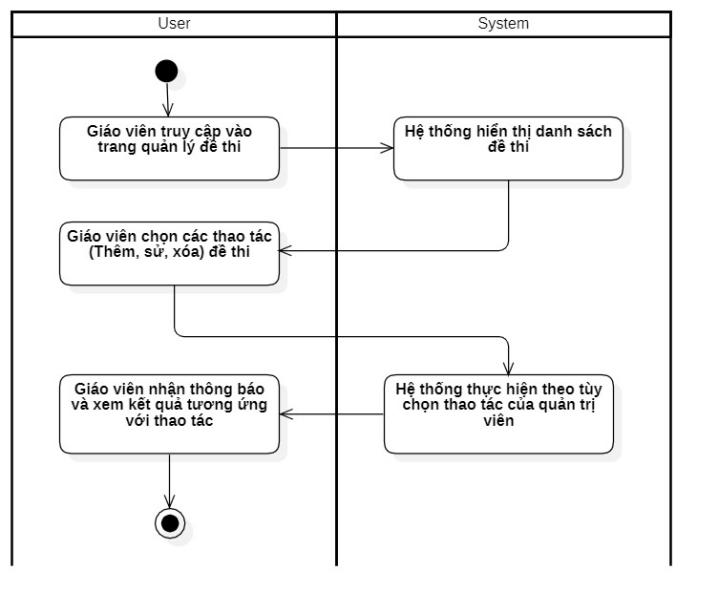 User
System
Giáo viên truy cập vào
trang quản lý đề thi
Hệ thống hiển thị danh sách
đề thi
Giáo viên chọn các thao tác
(Thêm, sử, xóa) đề thi
Giáo viên nhận thông báo
và xem kết quả tương ứng
với thao tác
Hệ thống thực hiện theo tùy
chọn thao tác của quản trị
viên